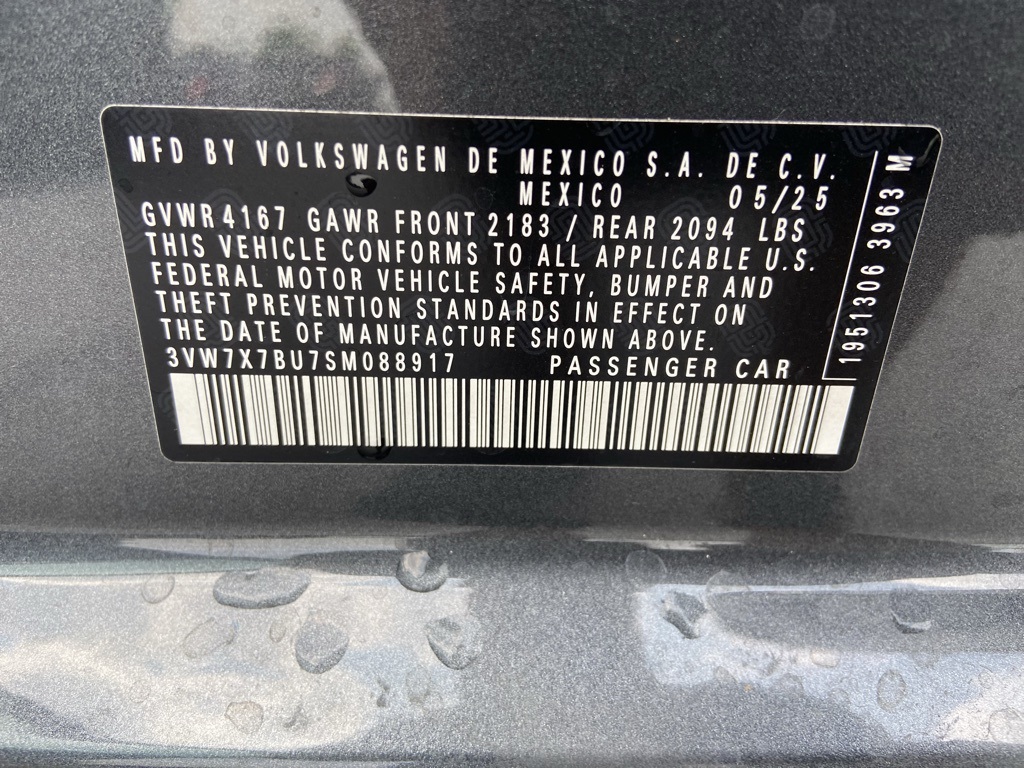 MFD BY VOLKSWAGEN DE MEXICO S.A. DE C.V.
MEXICO 05/25
GVWR 4167 GAWR FRONT 2183 / REAR 2094 LBS
THIS VEHICLE CONFORMS TO ALL APPLICABLE U.S.
FEDERAL MOTOR VEHICLE SAFETY, BUMPER AND
THEFT PREVENTION STANDARDS IN EFFECT ON
THE DATE OF MANUFACTURE SHOWN ABOVE.
3VW7X7BU7SM088917 PASSENGER CAR
1951306 3963 M